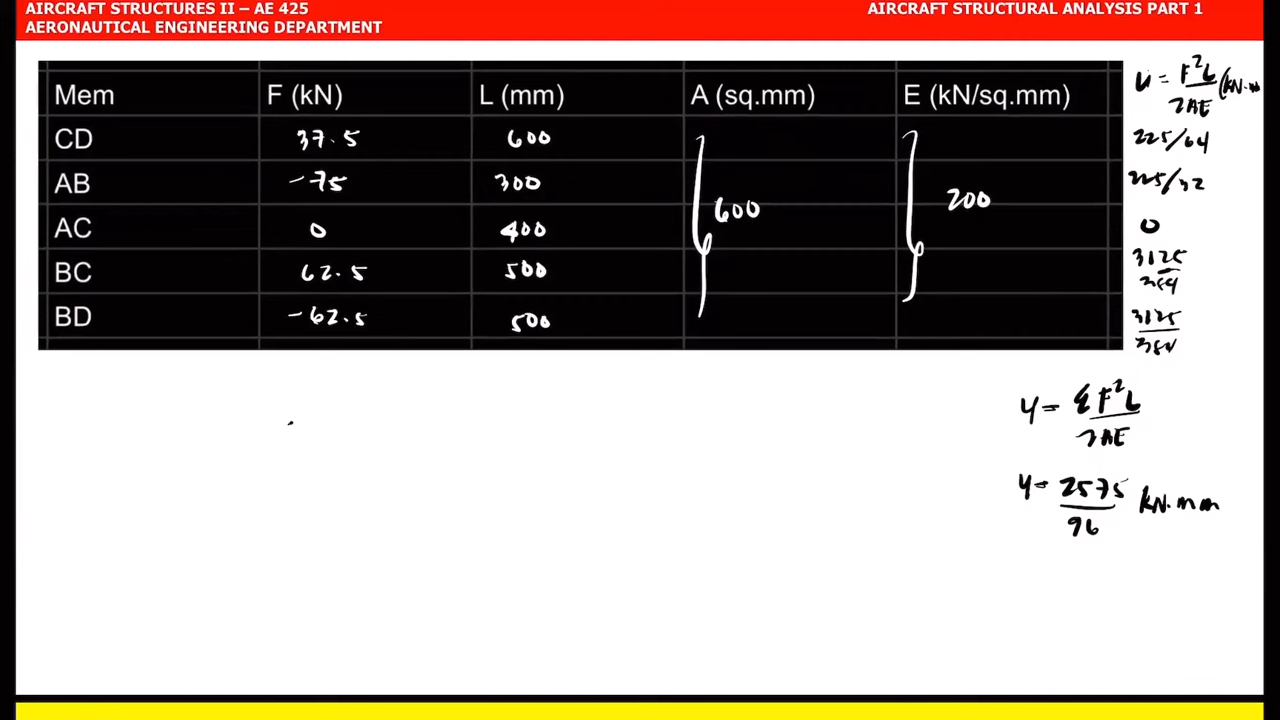 AIRCRAFT STRUCTURES II – AE 425
AERONAUTICAL ENGINEERING DEPARTMENT
AIRCRAFT STRUCTURAL ANALYSIS PART 1
Mem F (kN) L (mm) A (sq.mm) E (kN/sq.mm) U = F²L/2AE (kN.m
CD 37.5 600 225/64
AB -75 300 225/32
600 200
AC 0 400 0
BC 62.5 500 3125/384
BD -62.5 500 3125/384
U = ΣF²L/2AE
U = 2575/96 kN.mm